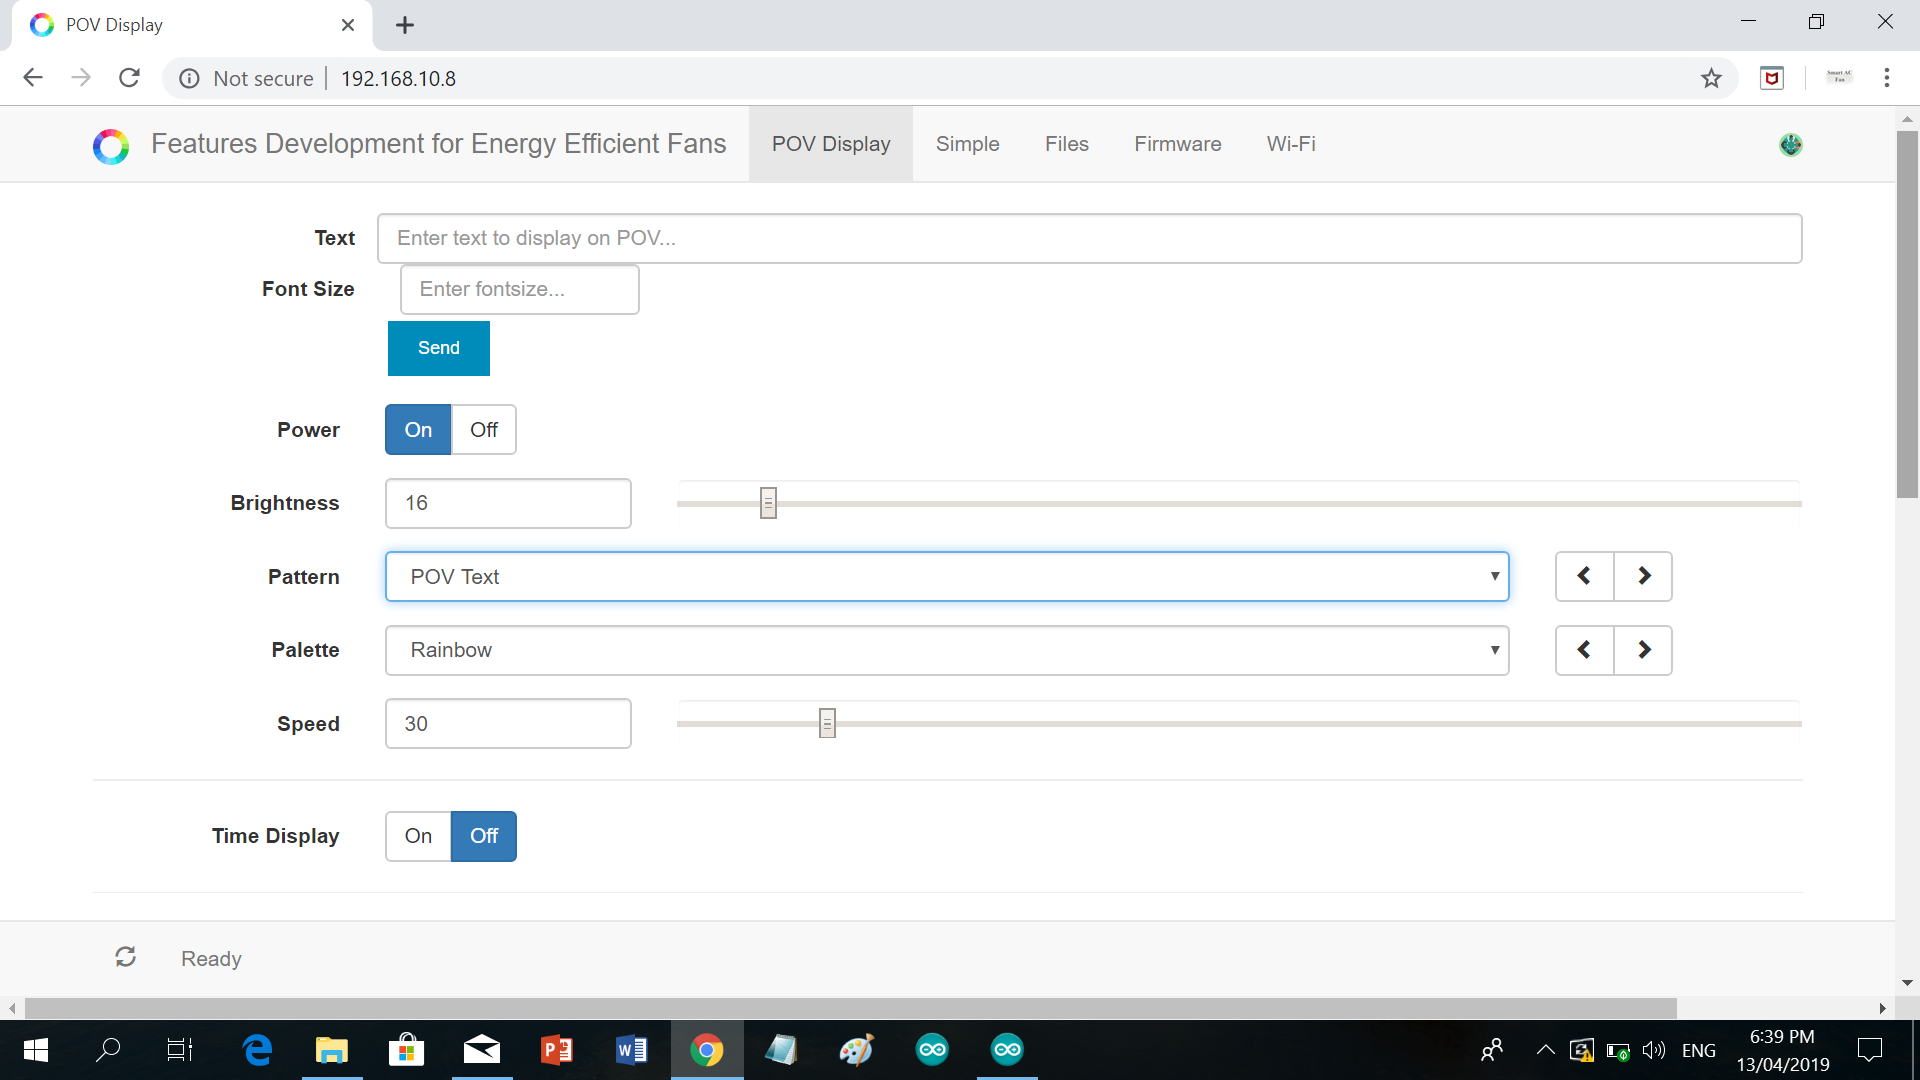 POV Display
Not secure
192.168.10.8
Smart AC
Fan
Features Development for Energy Efficient Fans
POV Display
Simple
Files
Firmware
Wi-Fi
Text
Enter text to display on POV...
Font Size
Enter fontsize...
Send
Power
On
Off
Brightness
16
Pattern
POV Text
Palette
Rainbow
Speed
30
Time Display
On
Off
Ready
ENG
6:39 PM
13/04/2019